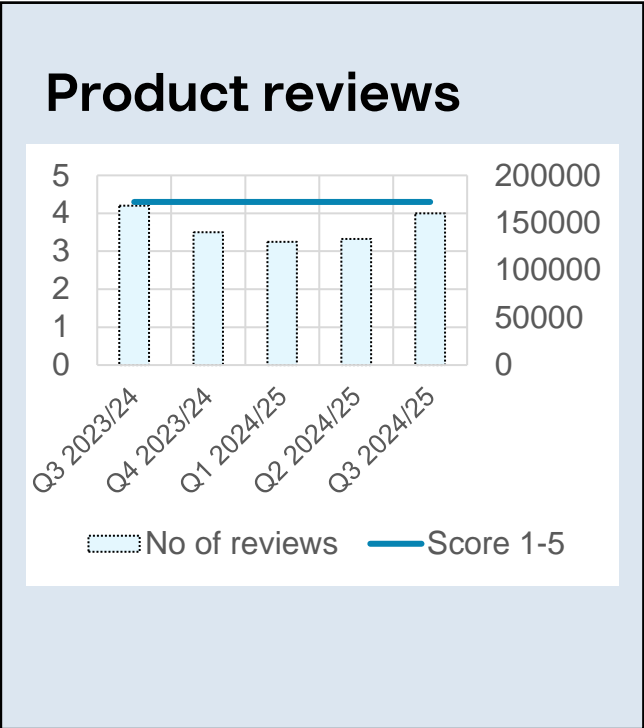 Product reviews
5
4
3
2
1
0
200000
150000
100000
50000
0
Q3 2023/24
Q4 2023/24
Q1 2024/25
Q2 2024/25
Q3 2024/25
No of reviews
Score 1-5